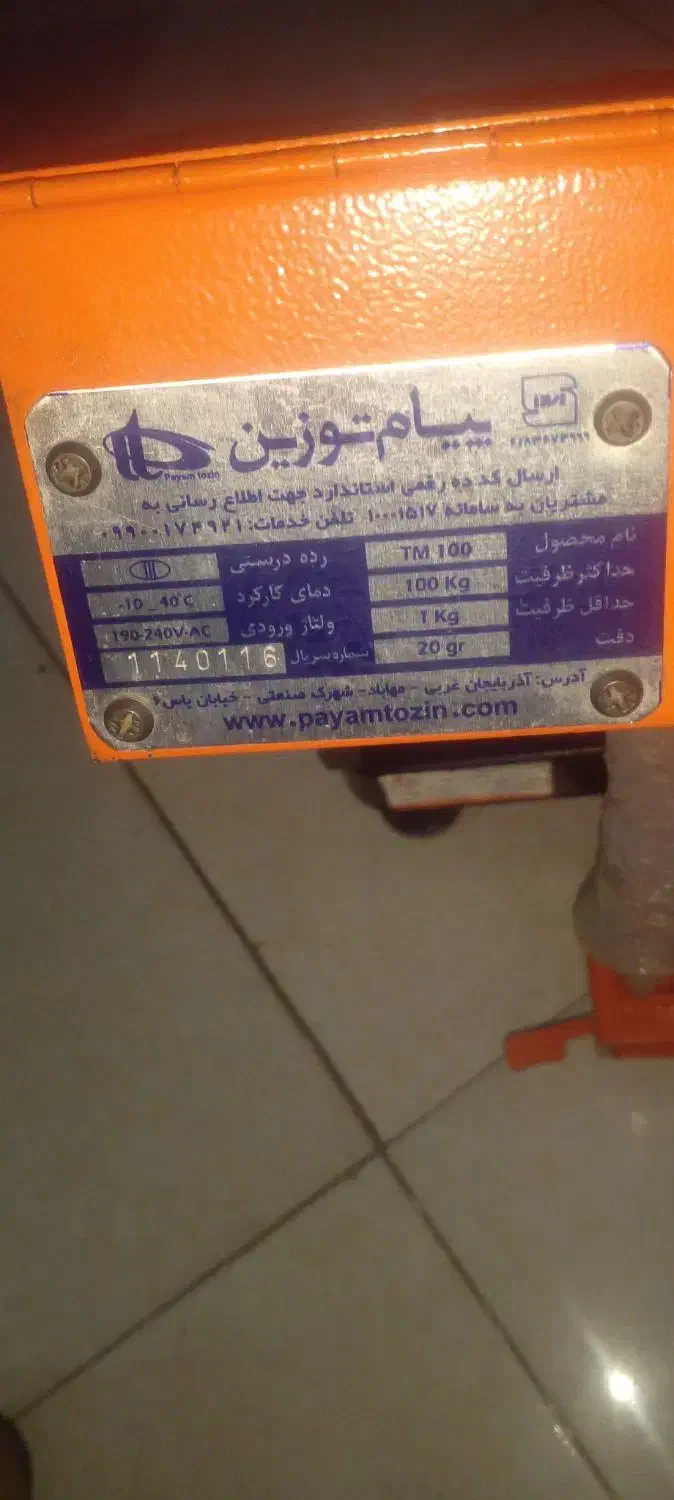 پیام توزین
Payam tozin
ارسال کد ده رقمی استاندارد جهت اطلاع رسانی به
مشتریان به سامانه ۱۰۰۰۱۵۱۷ تلفن خدمات: ۰۹۹۰۰۱۷۴۹۲۱
نام محصول TM 100 رده درستی III
حداکثر ظرفیت 100 Kg دمای کارکرد -10 _ 40°C
حداقل ظرفیت 1 Kg ولتاژ ورودی 190-240V-AC
دقت 20 gr شماره سریال 1140116
آدرس: آذربایجان غربی - مهاباد - شهرک صنعتی - خیابان یاس ۶
www.payamtozin.com